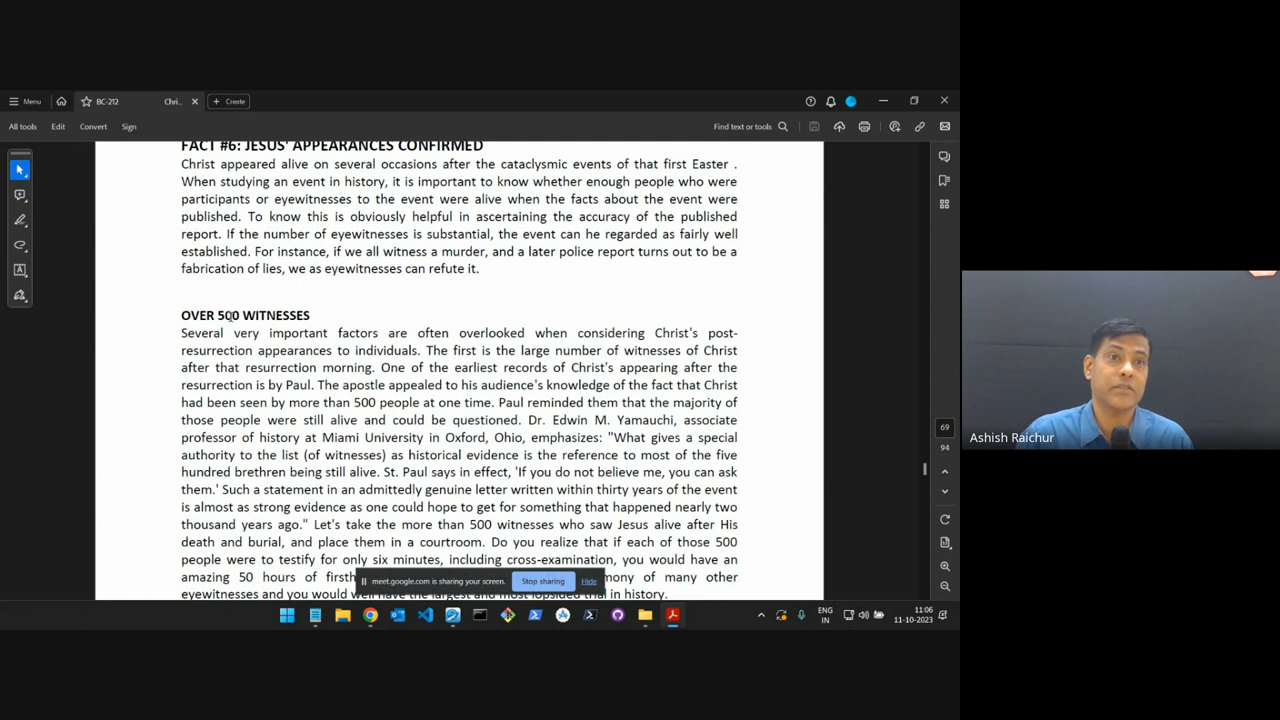 Menu
BC-212
Chri...
Create
All tools
Edit
Convert
Sign
Find text or tools
FACT #6: JESUS' APPEARANCES CONFIRMED
Christ appeared alive on several occasions after the cataclysmic events of that first Easter .
When studying an event in history, it is important to know whether enough people who were
participants or eyewitnesses to the event were alive when the facts about the event were
published. To know this is obviously helpful in ascertaining the accuracy of the published
report. If the number of eyewitnesses is substantial, the event can he regarded as fairly well
established. For instance, if we all witness a murder, and a later police report turns out to be a
fabrication of lies, we as eyewitnesses can refute it.
OVER 500 WITNESSES
Several very important factors are often overlooked when considering Christ's post-
resurrection appearances to individuals. The first is the large number of witnesses of Christ
after that resurrection morning. One of the earliest records of Christ's appearing after the
resurrection is by Paul. The apostle appealed to his audience's knowledge of the fact that Christ
had been seen by more than 500 people at one time. Paul reminded them that the majority of
those people were still alive and could be questioned. Dr. Edwin M. Yamauchi, associate
professor of history at Miami University in Oxford, Ohio, emphasizes: "What gives a special
authority to the list (of witnesses) as historical evidence is the reference to most of the five
hundred brethren being still alive. St. Paul says in effect, 'If you do not believe me, you can ask
them.' Such a statement in an admittedly genuine letter written within thirty years of the event
is almost as strong evidence as one could hope to get for something that happened nearly two
thousand years ago." Let's take the more than 500 witnesses who saw Jesus alive after His
death and burial, and place them in a courtroom. Do you realize that if each of those 500
people were to testify for only six minutes, including cross-examination, you would have an
amazing 50 hours of firsth mony of many other
eyewitnesses and you would well have the largest and most lopsided trial in history.
meet.google.com is sharing your screen.
Stop sharing
Hide
69
94
Ashish Raichur
ENG
IN
11:06
11-10-2023